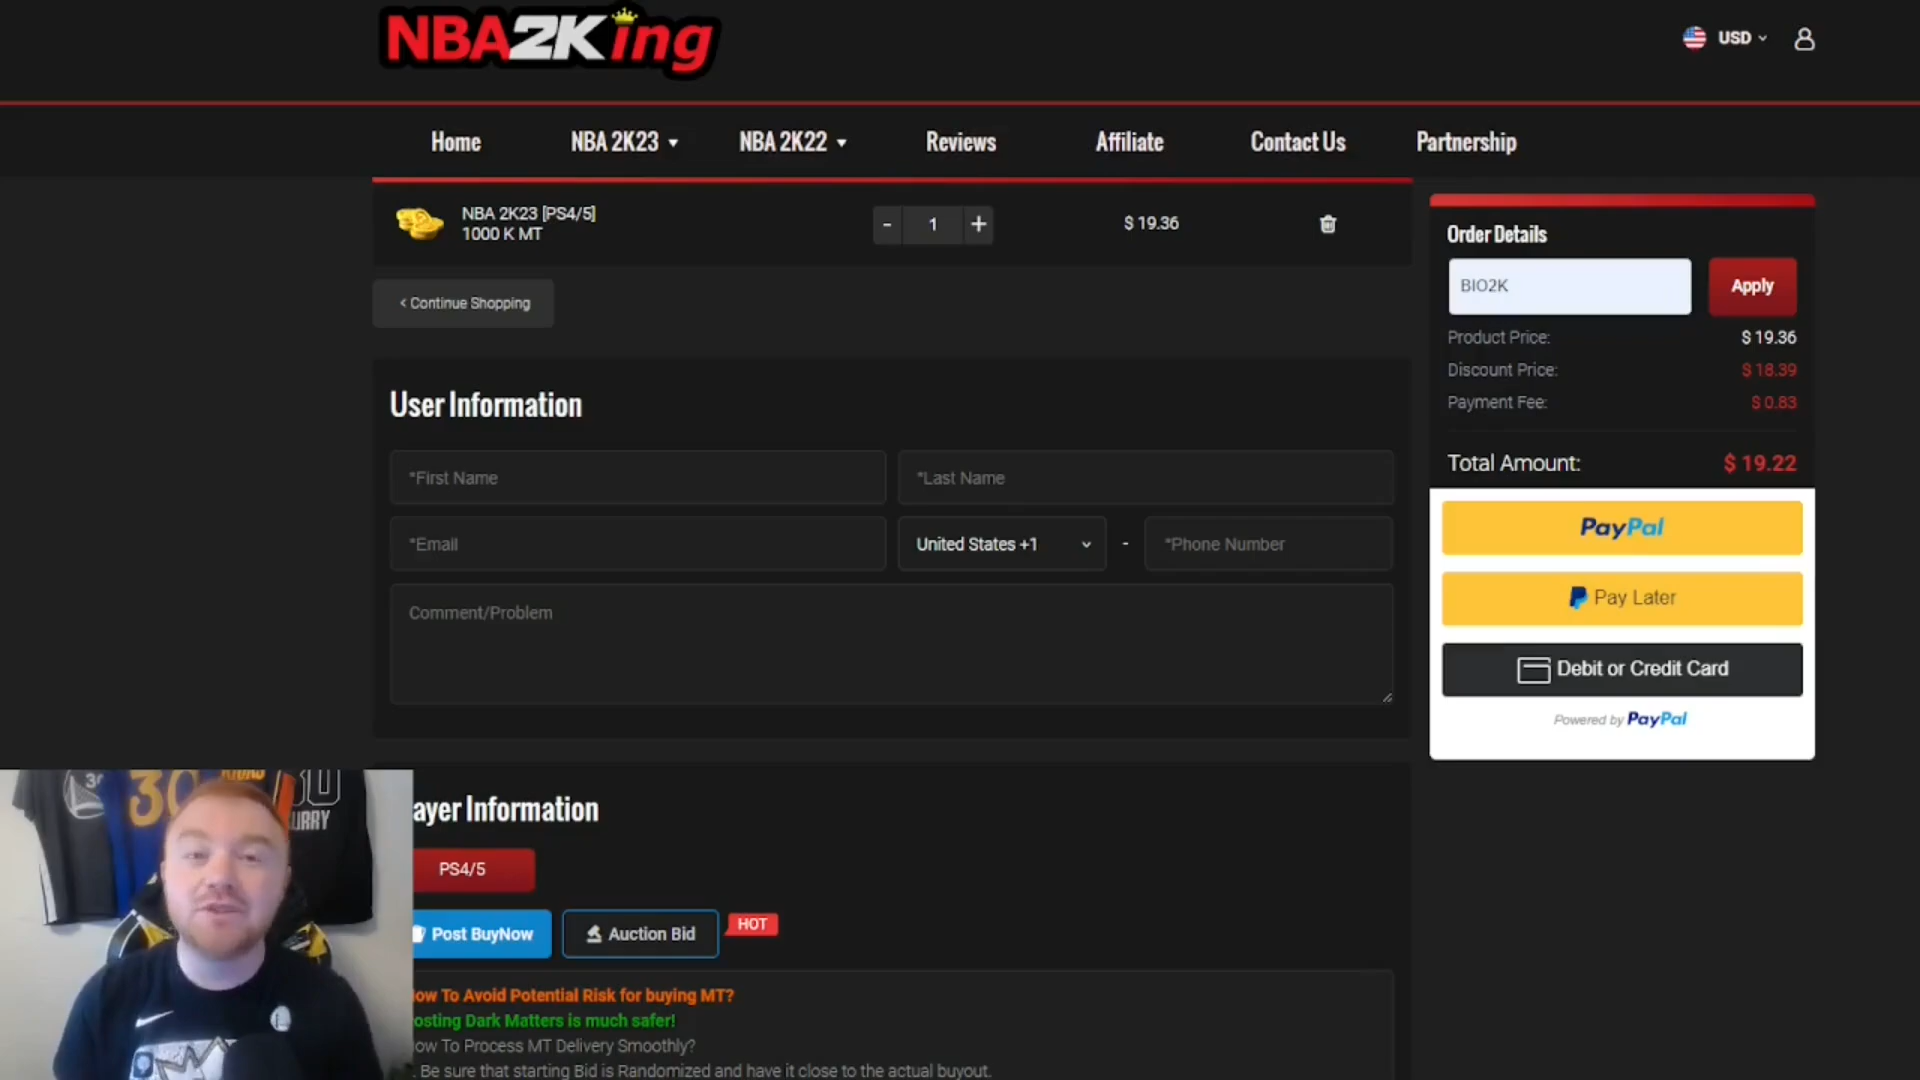 NBA2King
USD
Home
NBA 2K23
NBA 2K22
Reviews
Affiliate
Contact Us
Partnership
NBA 2K23 [PS4/5]
1000 K MT
-
1
+
$ 19.36
< Continue Shopping
Order Details
BIO2K
Apply
Product Price:
$ 19.36
Discount Price:
$ 18.39
Payment Fee:
$ 0.83
Total Amount:
$ 19.22
PayPal
Pay Later
Debit or Credit Card
Powered by PayPal
User Information
*First Name
*Last Name
*Email
United States +1
-
*Phone Number
Comment/Problem
ayer Information
PS4/5
Post BuyNow
Auction Bid
HOT
ow To Avoid Potential Risk for buying MT?
osting Dark Matters is much safer!
ow To Process MT Delivery Smoothly?
. Be sure that starting Bid is Randomized and have it close to the actual buyout.
30
30
URRY